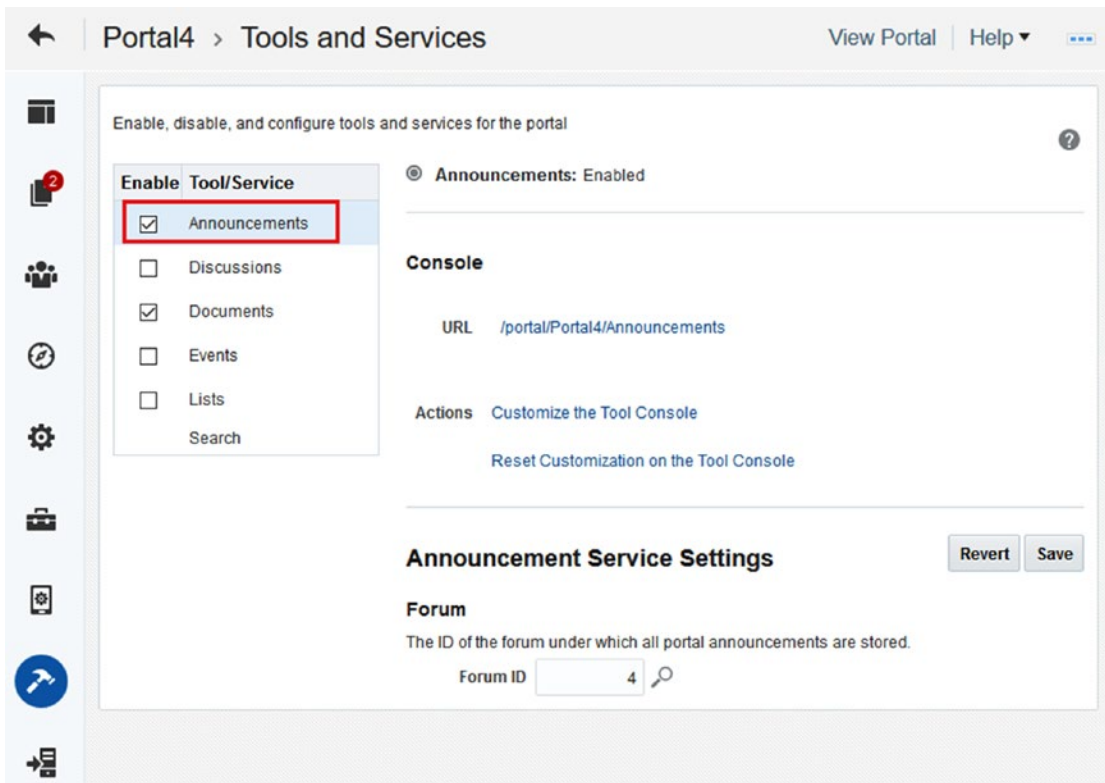 Portal4 > Tools and Services
View Portal
Help
Enable, disable, and configure tools and services for the portal
2
Enable Tool/Service
Announcements
Discussions
Documents
Events
Lists
Search
Announcements: Enabled
Console
URL /portal/Portal4/Announcements
Actions Customize the Tool Console
Reset Customization on the Tool Console
Announcement Service Settings
Revert
Save
Forum
The ID of the forum under which all portal announcements are stored.
Forum ID 4